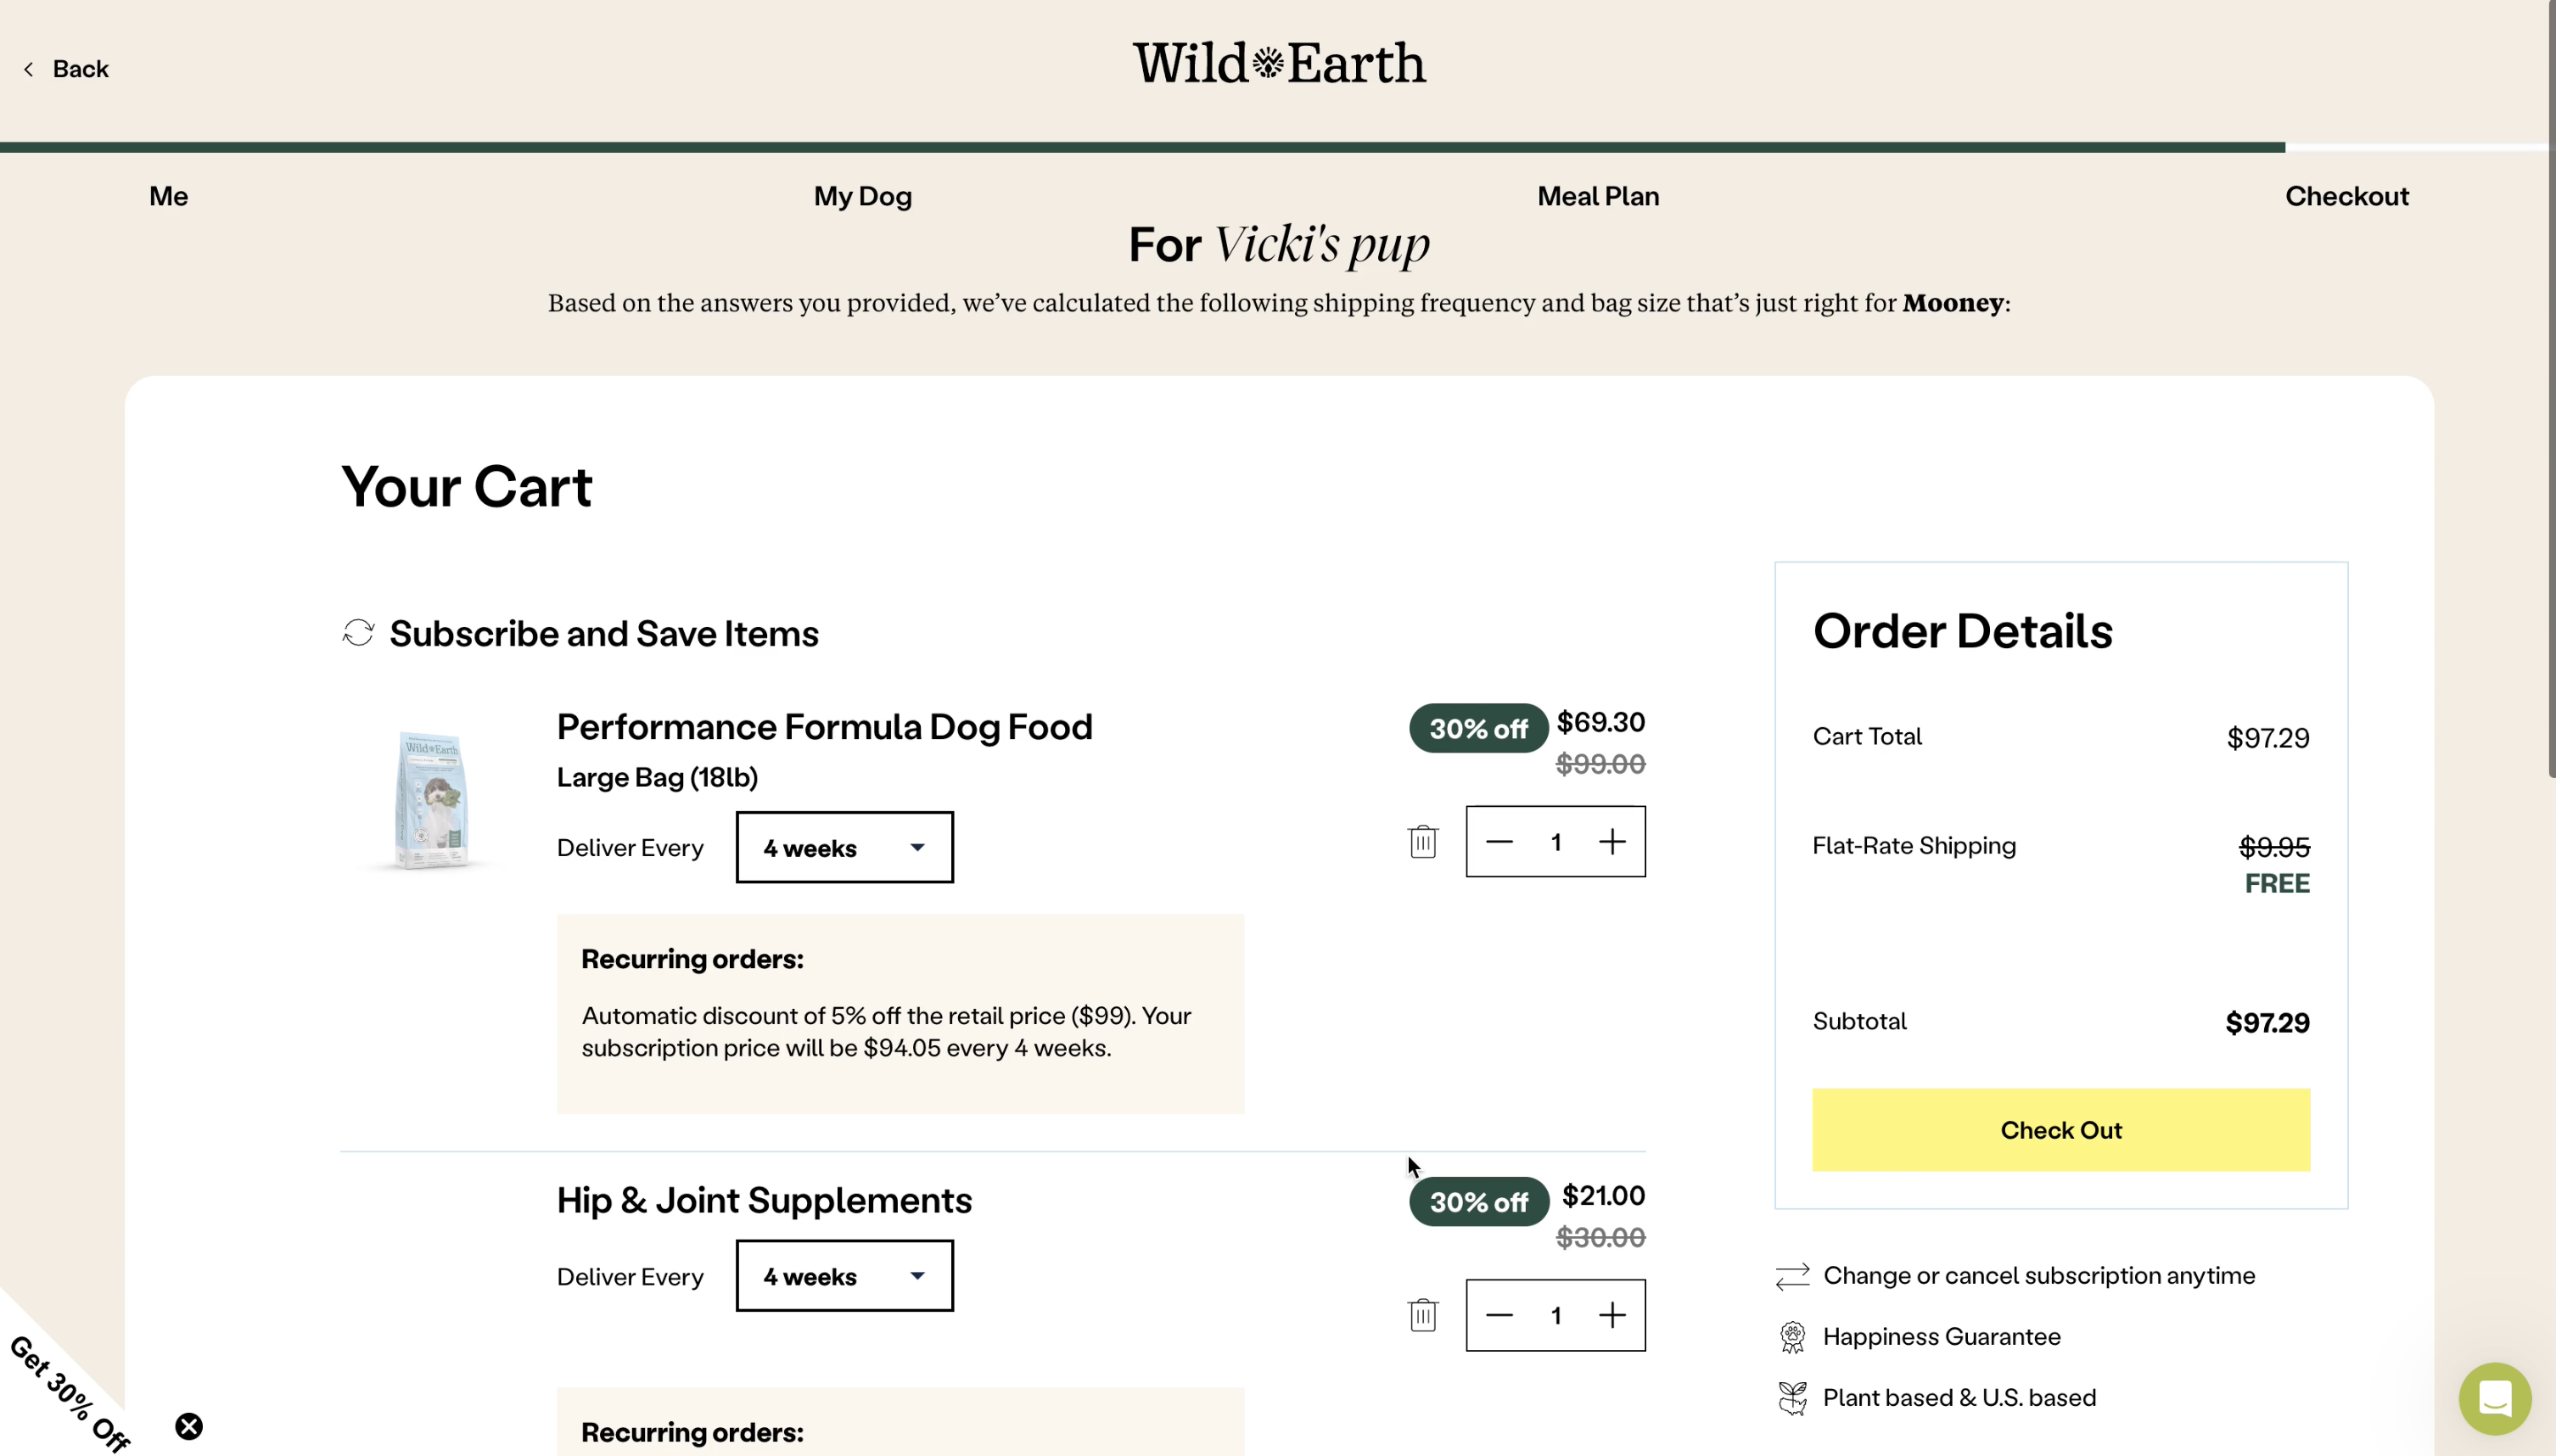 Back
Wild Earth
Me
My Dog
Meal Plan
Checkout
For Vicki's pup
Based on the answers you provided, we’ve calculated the following shipping frequency and bag size that’s just right for Mooney:
Your Cart
Subscribe and Save Items
Wild Earth
Performance Formula Dog Food
Large Bag (18lb)
30% off
$69.30
$99.00
Deliver Every
4 weeks
1
Recurring orders:
Automatic discount of 5% off the retail price ($99). Your
subscription price will be $94.05 every 4 weeks.
Hip & Joint Supplements
30% off
$21.00
$30.00
Deliver Every
4 weeks
1
Recurring orders:
Order Details
Cart Total
$97.29
Flat-Rate Shipping
$9.95
FREE
Subtotal
$97.29
Check Out
Change or cancel subscription anytime
Happiness Guarantee
Plant based & U.S. based
Get 30% Off